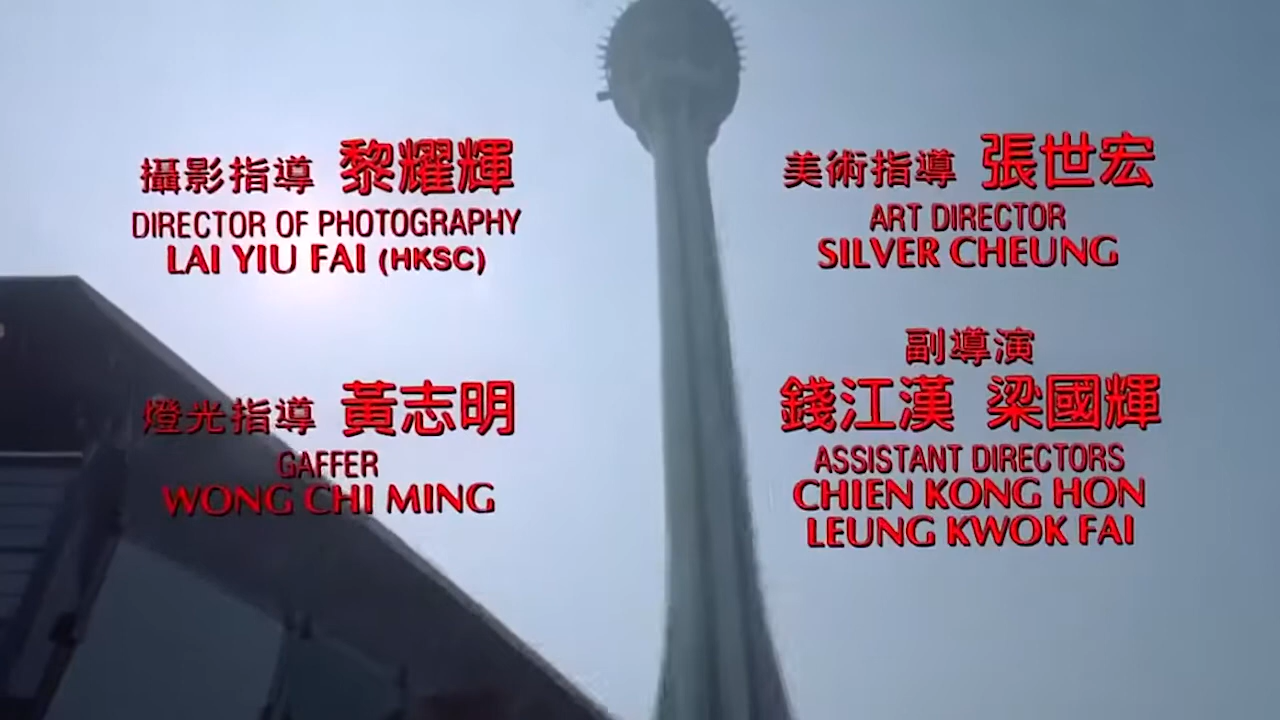 攝影指導 黎耀輝
DIRECTOR OF PHOTOGRAPHY
LAI YIU FAI (HKSC)
美術指導 張世宏
ART DIRECTOR
SILVER CHEUNG
燈光指導 黃志明
GAFFER
WONG CHI MING
副導演
錢江漢 梁國輝
ASSISTANT DIRECTORS
CHIEN KONG HON
LEUNG KWOK FAI